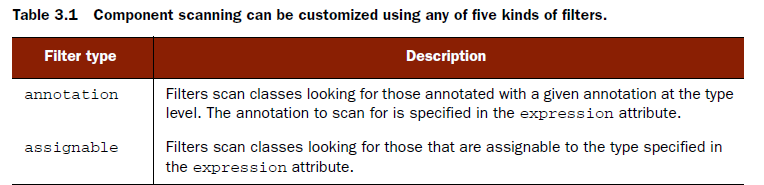 Table 3.1 Component scanning can be customized using any of five kinds of filters.
Filter type Description
annotation Filters scan classes looking for those annotated with a given annotation at the type
level. The annotation to scan for is specified in the expression attribute.
assignable Filters scan classes looking for those that are assignable to the type specified in
the expression attribute.